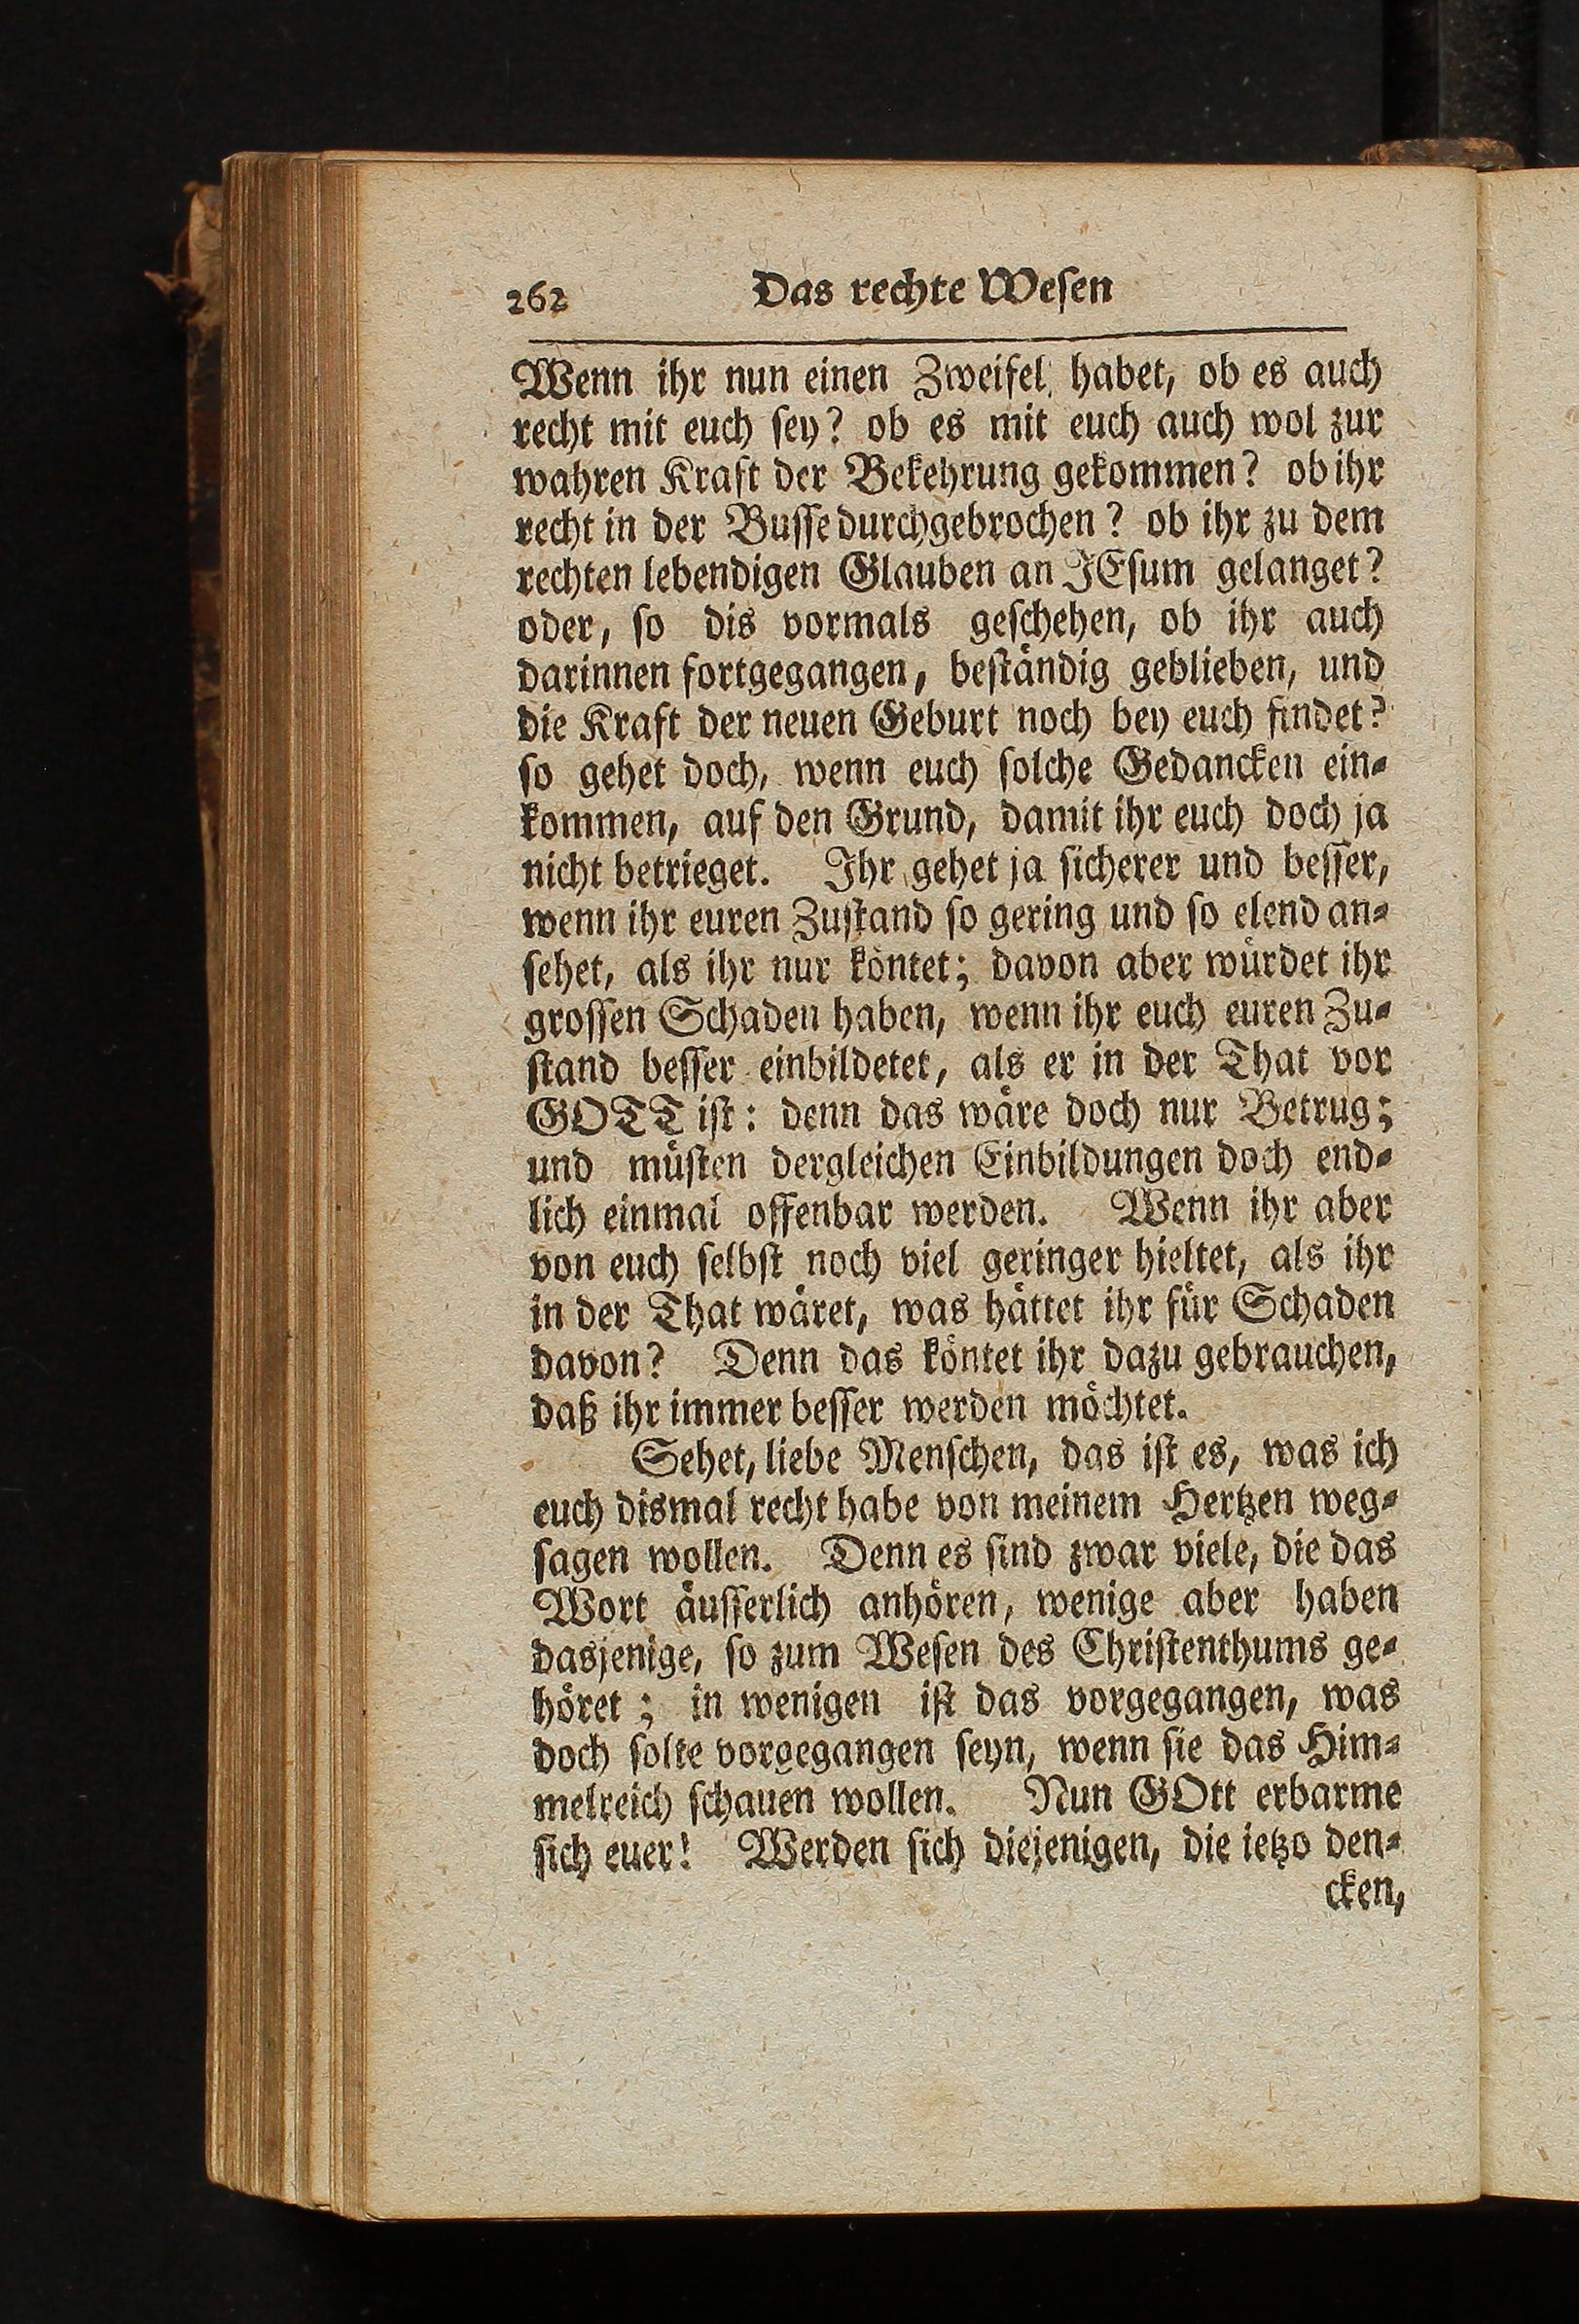 262 Das rechte Wesen
Wenn ihr nun einen Zweifel habet, ob es auch
recht mit euch sey? ob es mit euch auch wol zur
wahren Kraft der Bekehrung gekommen? ob ihr
recht in der Busse durchgebrochen? ob ihr zu dem
rechten lebendigen Glauben an JEsum gelanget?
oder, so dis vormals geschehen, ob ihr auch
darinnen fortgegangen, beständig geblieben, und
die Kraft der neuen Geburt noch bey euch findet?
so gehet doch, wenn euch solche Gedancken ein-
kommen, auf den Grund, damit ihr euch doch ja
nicht betrieget. Ihr gehet ja sicherer und besser,
wenn ihr euren Zustand so gering und so elend an-
sehet, als ihr nur köntet; davon aber würdet ihr
grossen Schaden haben, wenn ihr euch euren Zu-
stand besser einbildetet, als er in der That vor
GOTT ist: denn das wäre doch nur Betrug;
und müsten dergleichen Einbildungen doch end-
lich einmal offenbar werden. Wenn ihr aber
von euch selbst noch viel geringer hieltet, als ihr
in der That wäret, was hättet ihr für Schaden
davon? Denn das köntet ihr dazu gebrauchen,
daß ihr immer besser werden möchtet.
Sehet, liebe Menschen, das ist es, was ich
euch dismal recht habe von meinem Hertzen weg-
sagen wollen. Denn es sind zwar viele, die das
Wort äusserlich anhören, wenige aber haben
dasjenige, so zum Wesen des Christenthums ge-
höret; in wenigen ist das vorgegangen, was
doch solte vorgegangen seyn, wenn sie das Him-
melreich schauen wollen. Nun GOtt erbarme
sich euer! Werden sich diejenigen, die ietzo den-
cken,